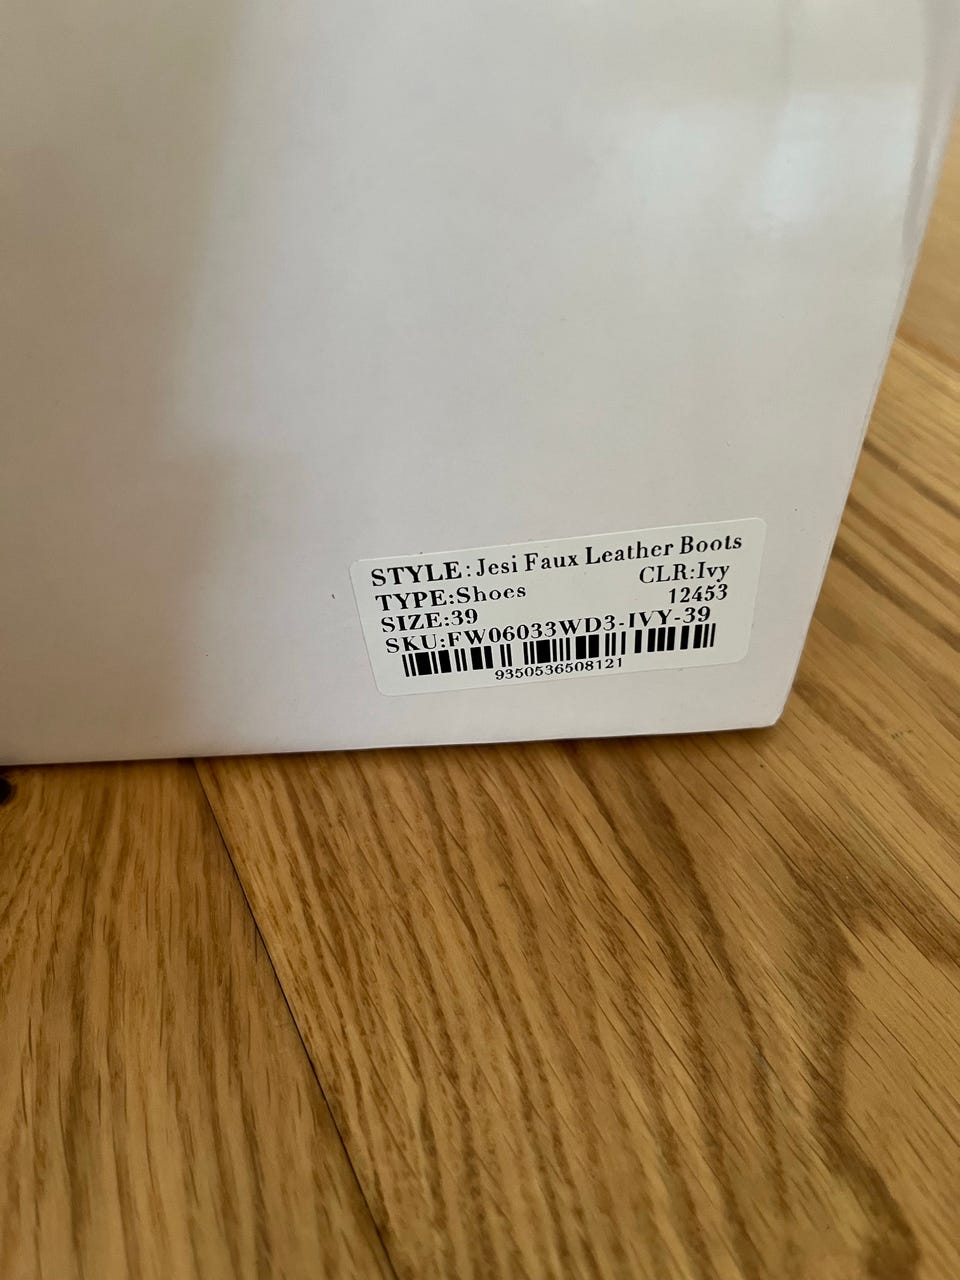 STYLE:Jesi Faux Leather Boots
TYPE:Shoes CLR:Ivy
SIZE:39 12453
SKU:FW06033WD3-IVY-39
9350536508121